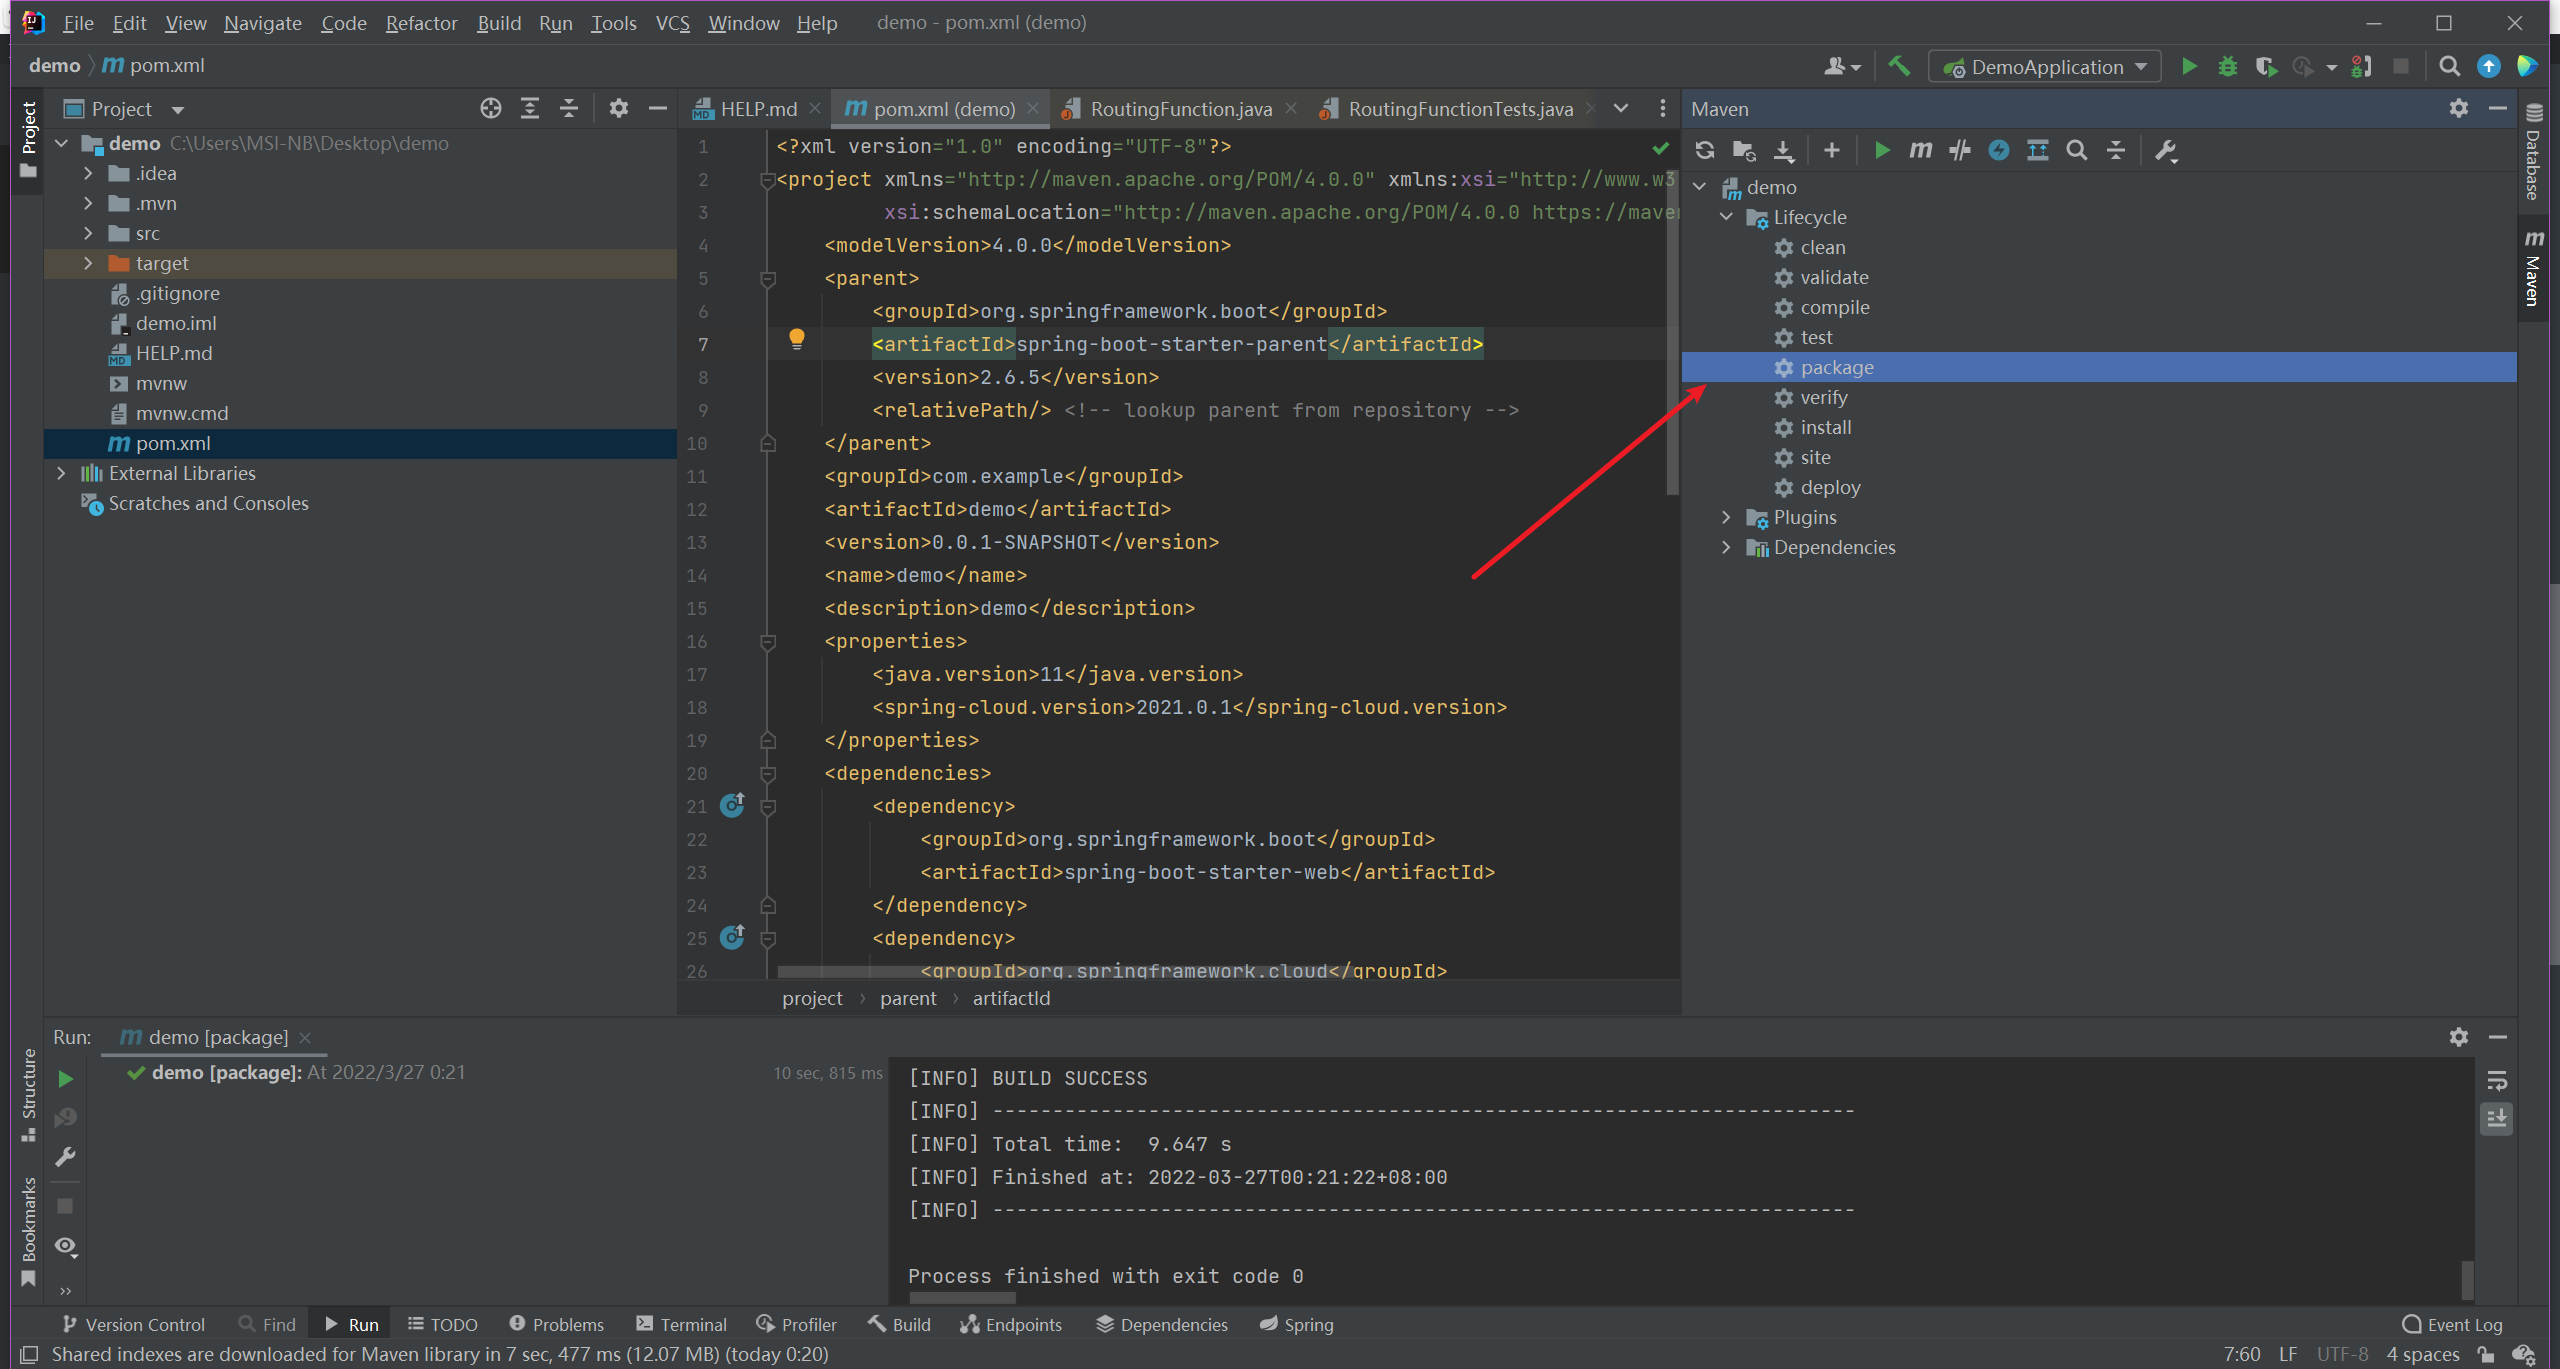 File Edit View Navigate Code Refactor Build Run Tools VCS Window Help demo - pom.xml (demo)
demo m pom.xml
DemoApplication
Project
HELP.md
pom.xml (demo)
RoutingFunction.java
RoutingFunctionTests.java
Maven
Project
demo C:\Users\MSI-NB\Desktop\demo
.idea
.mvn
src
target
.gitignore
demo.iml
HELP.md
mvnw
mvnw.cmd
pom.xml
External Libraries
Scratches and Consoles
1 <?xml version="1.0" encoding="UTF-8"?>
2 <project xmlns="http://maven.apache.org/POM/4.0.0" xmlns:xsi="http://www.w3
3 xsi:schemaLocation="http://maven.apache.org/POM/4.0.0 https://maven
4 <modelVersion>4.0.0</modelVersion>
5 <parent>
6 <groupId>org.springframework.boot</groupId>
7 <artifactId>spring-boot-starter-parent</artifactId>
8 <version>2.6.5</version>
9 <relativePath/> <!-- lookup parent from repository -->
10 </parent>
11 <groupId>com.example</groupId>
12 <artifactId>demo</artifactId>
13 <version>0.0.1-SNAPSHOT</version>
14 <name>demo</name>
15 <description>demo</description>
16 <properties>
17 <java.version>11</java.version>
18 <spring-cloud.version>2021.0.1</spring-cloud.version>
19 </properties>
20 <dependencies>
21 <dependency>
22 <groupId>org.springframework.boot</groupId>
23 <artifactId>spring-boot-starter-web</artifactId>
24 </dependency>
25 <dependency>
26 <groupId>org.springframework.cloud</groupId>
project › parent › artifactId
demo
Lifecycle
clean
validate
compile
test
package
verify
install
site
deploy
Plugins
Dependencies
Database
Maven
Structure
Bookmarks
Run: demo [package]
demo [package]: At 2022/3/27 0:21 10 sec, 815 ms
[INFO] BUILD SUCCESS
[INFO] ------------------------------------------------------------------------
[INFO] Total time:  9.647 s
[INFO] Finished at: 2022-03-27T00:21:22+08:00
[INFO] ------------------------------------------------------------------------
Process finished with exit code 0
Version Control Find Run TODO Problems Terminal Profiler Build Endpoints Dependencies Spring Event Log
Shared indexes are downloaded for Maven library in 7 sec, 477 ms (12.07 MB) (today 0:20) 7:60 LF UTF-8 4 spaces